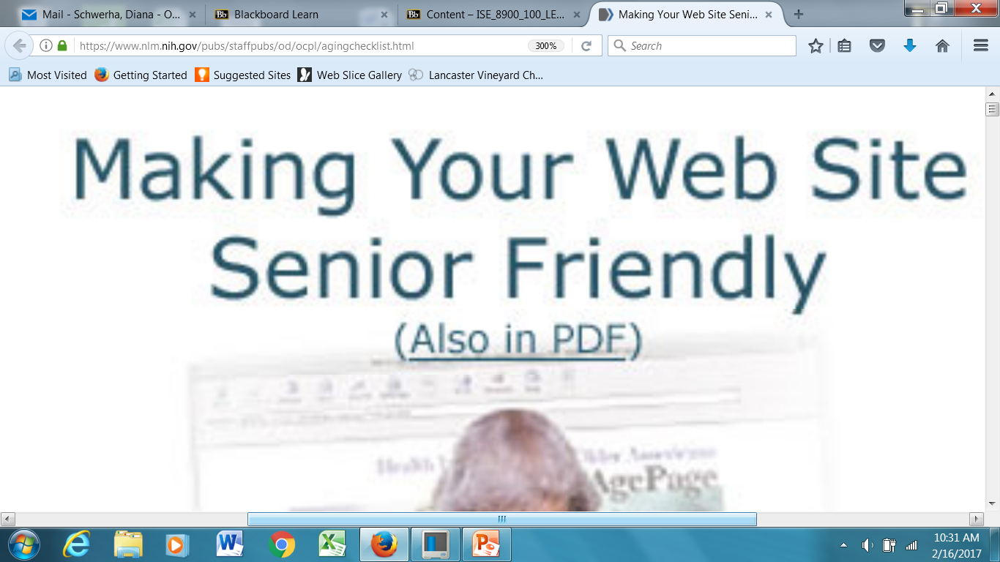 Mail - Schwerha, Diana - O...
Blackboard Learn
Content – ISE_8900_100_LE...
Making Your Web Site Seni...
https://www.nlm.nih.gov/pubs/staffpubs/od/ocpl/agingchecklist.html
300%
Search
Most Visited
Getting Started
Suggested Sites
Web Slice Gallery
Lancaster Vineyard Ch...
Making Your Web Site
Senior Friendly
(Also in PDF)
Health
Older Americans
AgePage
10:31 AM
2/16/2017